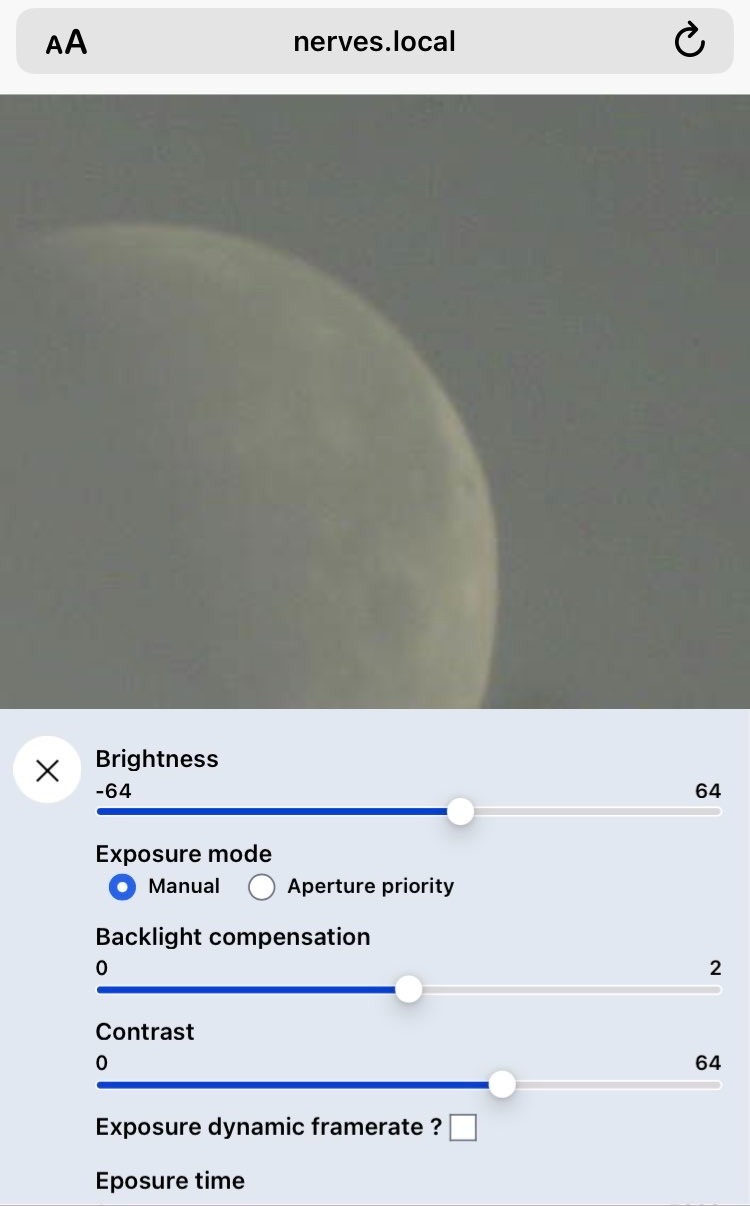 AA nerves.local
Brightness
-64 64
Exposure mode
Manual Aperture priority
Backlight compensation
0 2
Contrast
0 64
Exposure dynamic framerate ?
Eposure time